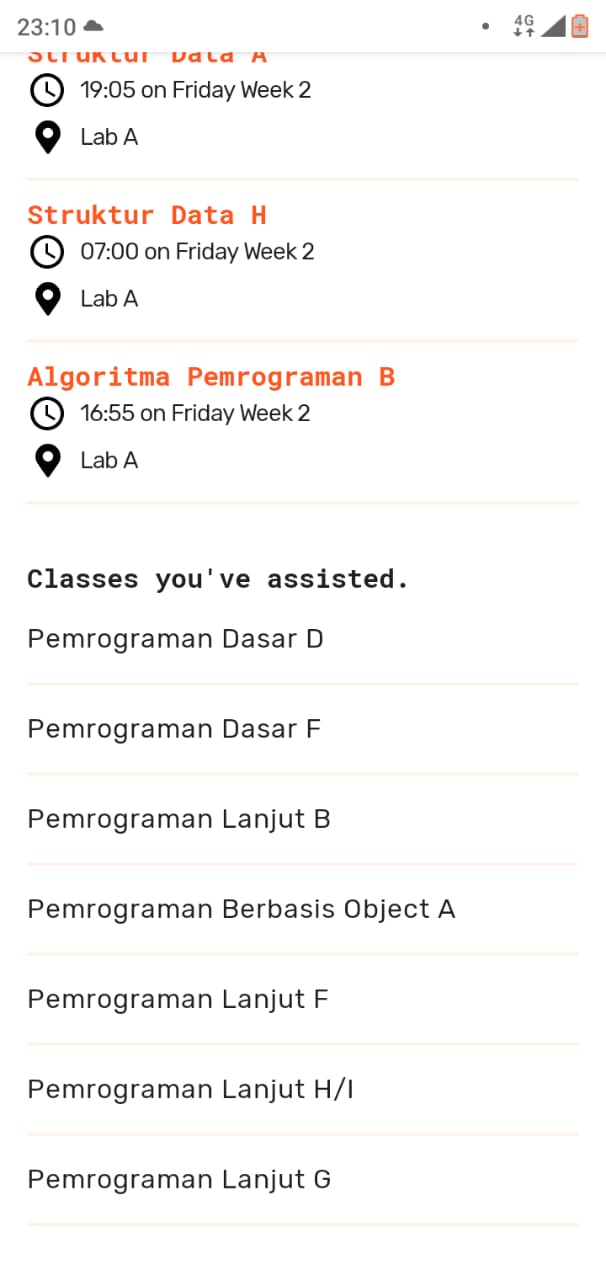 23:10
4G
Struktur Data A
19:05 on Friday Week 2
Lab A
Struktur Data H
07:00 on Friday Week 2
Lab A
Algoritma Pemrograman B
16:55 on Friday Week 2
Lab A
Classes you've assisted.
Pemrograman Dasar D
Pemrograman Dasar F
Pemrograman Lanjut B
Pemrograman Berbasis Object A
Pemrograman Lanjut F
Pemrograman Lanjut H/I
Pemrograman Lanjut G